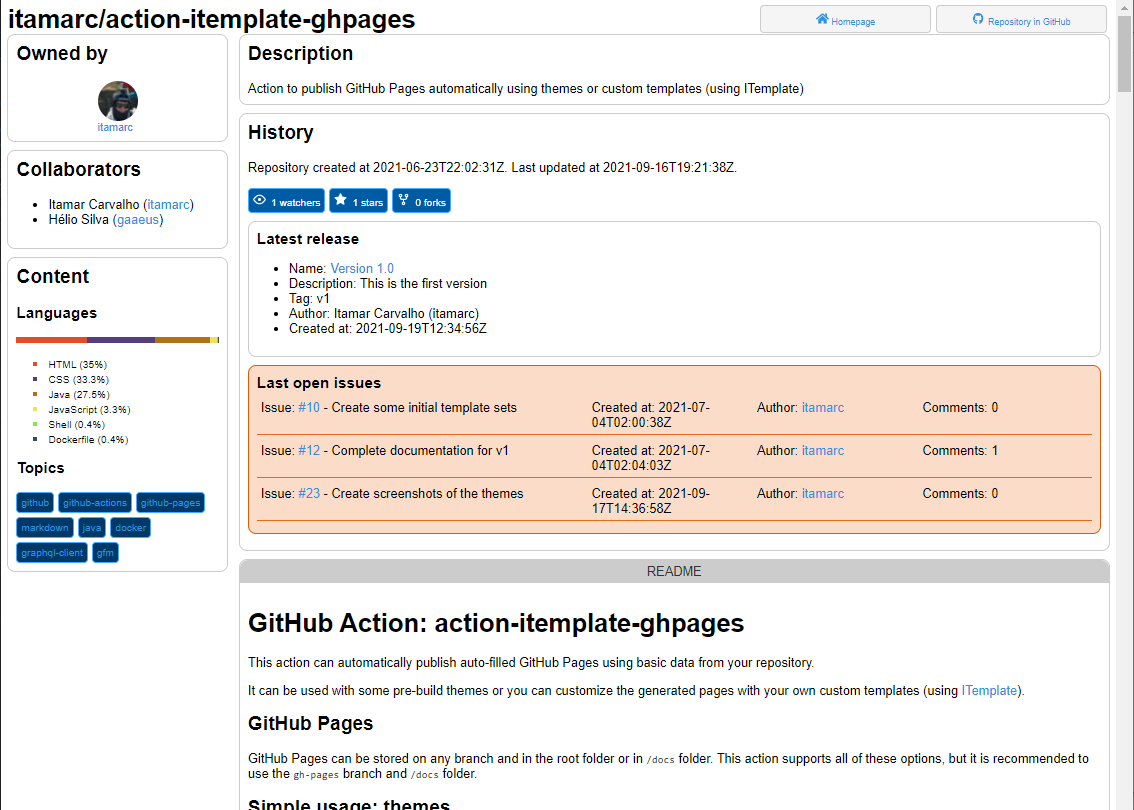 itamarc/action-itemplate-ghpages
Homepage
Repository in GitHub
Owned by
itamarc
Collaborators
Itamar Carvalho (itamarc)
Hélio Silva (gaaeus)
Content
Languages
HTML (35%)
CSS (33.3%)
Java (27.5%)
JavaScript (3.3%)
Shell (0.4%)
Dockerfile (0.4%)
Topics
github github-actions github-pages
markdown java docker
graphql-client gfm
Description
Action to publish GitHub Pages automatically using themes or custom templates (using ITemplate)
History
Repository created at 2021-06-23T22:02:31Z. Last updated at 2021-09-16T19:21:38Z.
1 watchers 1 stars 0 forks
Latest release
Name: Version 1.0
Description: This is the first version
Tag: v1
Author: Itamar Carvalho (itamarc)
Created at: 2021-09-19T12:34:56Z
Last open issues
Issue: #10 - Create some initial template sets
Created at: 2021-07-
04T02:00:38Z
Author: itamarc
Comments: 0
Issue: #12 - Complete documentation for v1
Created at: 2021-07-
04T02:04:03Z
Author: itamarc
Comments: 1
Issue: #23 - Create screenshots of the themes
Created at: 2021-09-
17T14:36:58Z
Author: itamarc
Comments: 0
README
GitHub Action: action-itemplate-ghpages
This action can automatically publish auto-filled GitHub Pages using basic data from your repository.
It can be used with some pre-build themes or you can customize the generated pages with your own custom templates (using ITemplate).
GitHub Pages
GitHub Pages can be stored on any branch and in the root folder or in /docs folder. This action supports all of these options, but it is recommended to
use the gh-pages branch and /docs folder.
Simple usage: themes